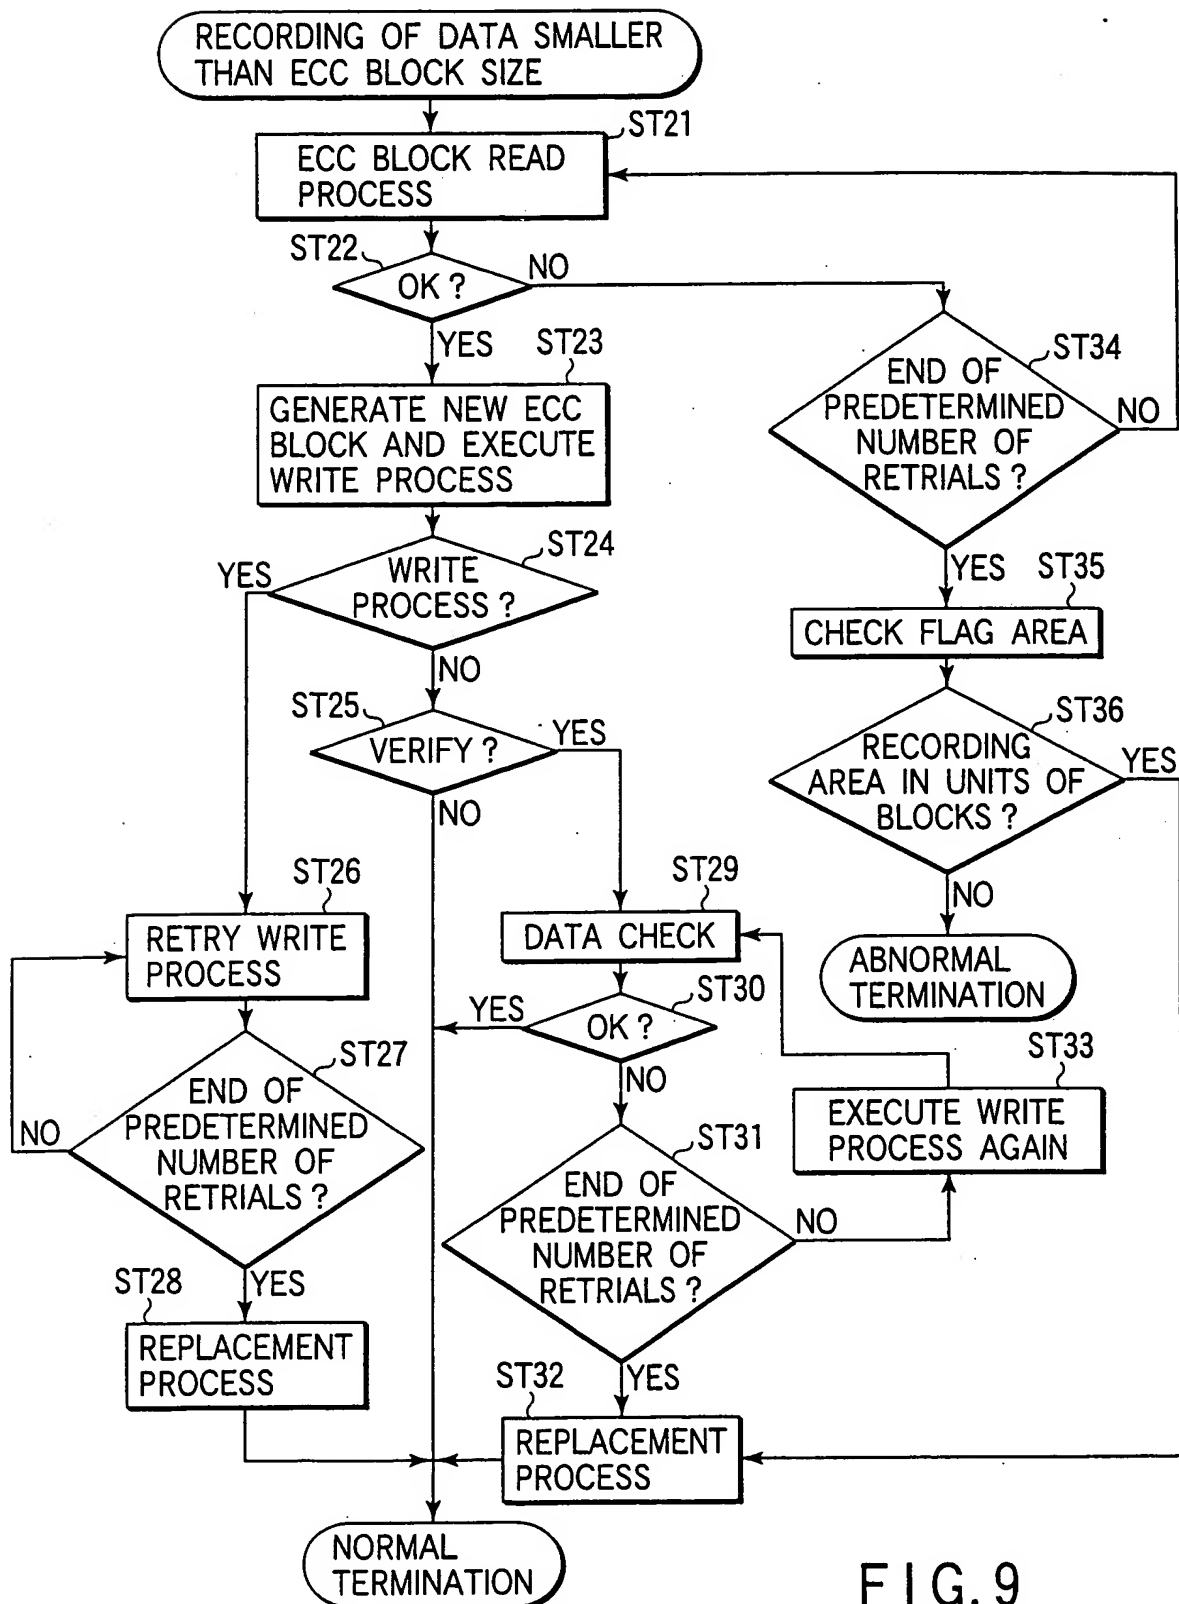 RECORDING OF DATA SMALLER
THAN ECC BLOCK SIZE
ST21
ECC BLOCK READ
PROCESS
ST22
OK ?
NO
YES
ST23
GENERATE NEW ECC
BLOCK AND EXECUTE
WRITE PROCESS
ST34
END OF
PREDETERMINED
NUMBER OF
RETRIALS ?
NO
YES
ST24
WRITE
PROCESS ?
YES
NO
ST35
CHECK FLAG AREA
ST25
VERIFY ?
YES
NO
ST36
RECORDING
AREA IN UNITS OF
BLOCKS ?
YES
NO
ABNORMAL
TERMINATION
ST26
RETRY WRITE
PROCESS
ST29
DATA CHECK
ST30
OK ?
YES
NO
ST33
EXECUTE WRITE
PROCESS AGAIN
ST27
END OF
PREDETERMINED
NUMBER OF
RETRIALS ?
NO
YES
ST31
END OF
PREDETERMINED
NUMBER OF
RETRIALS ?
NO
YES
ST28
REPLACEMENT
PROCESS
ST32
REPLACEMENT
PROCESS
NORMAL
TERMINATION
FIG. 9